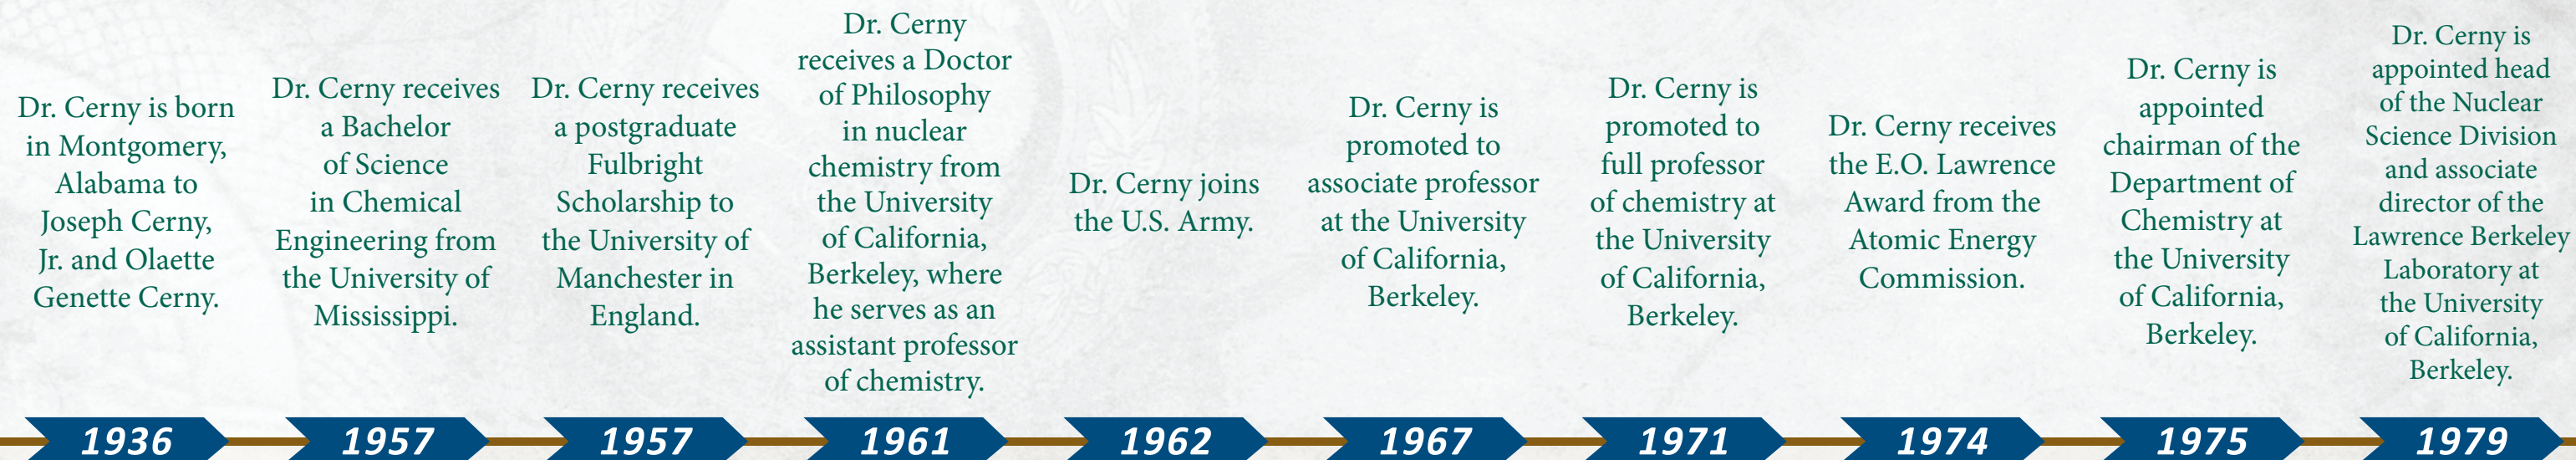 Dr. Cerny is born
in Montgomery,
Alabama to
Joseph Cerny,
Jr. and Olaette
Genette Cerny.
1936
Dr. Cerny receives
a Bachelor
of Science
in Chemical
Engineering from
the University of
Mississippi.
1957
Dr. Cerny receives
a postgraduate
Fulbright
Scholarship to
the University of
Manchester in
England.
1957
Dr. Cerny
receives a Doctor
of Philosophy
in nuclear
chemistry from
the University
of California,
Berkeley, where
he serves as an
assistant professor
of chemistry.
1961
Dr. Cerny joins
the U.S. Army.
1962
Dr. Cerny is
promoted to
associate professor
at the University
of California,
Berkeley.
1967
Dr. Cerny is
promoted to
full professor
of chemistry at
the University
of California,
Berkeley.
1971
Dr. Cerny receives
the E.O. Lawrence
Award from the
Atomic Energy
Commission.
1974
Dr. Cerny is
appointed
chairman of the
Department of
Chemistry at
the University
of California,
Berkeley.
1975
Dr. Cerny is
appointed head
of the Nuclear
Science Division
and associate
director of the
Lawrence Berkeley
Laboratory at
the University
of California,
Berkeley.
1979